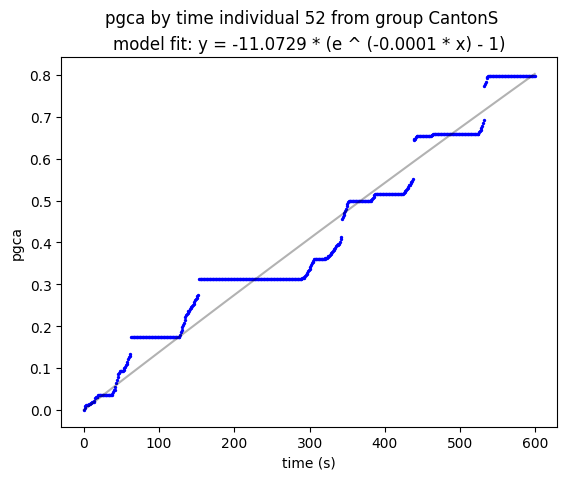 pgca by time individual 52 from group CantonS
model fit: y = -11.0729 * (e ^ (-0.0001 * x) - 1)
0.8
0.7
0.6
0.5
0.4
0.3
0.2
0.1
0.0
pgca
0 100 200 300 400 500 600
time (s)